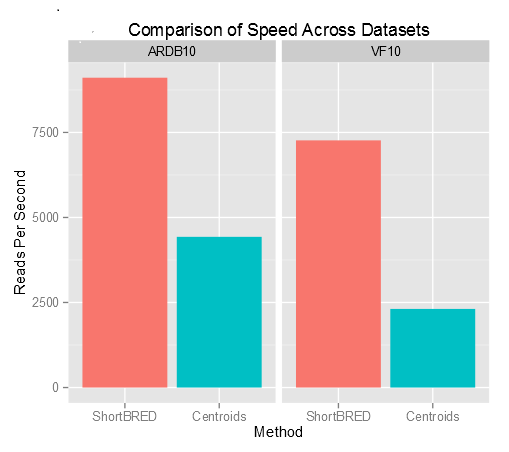 Comparison of Speed Across Datasets
ARDB10
VF10
7500
5000
2500
0
Reads Per Second
ShortBRED
Centroids
ShortBRED
Centroids
Method